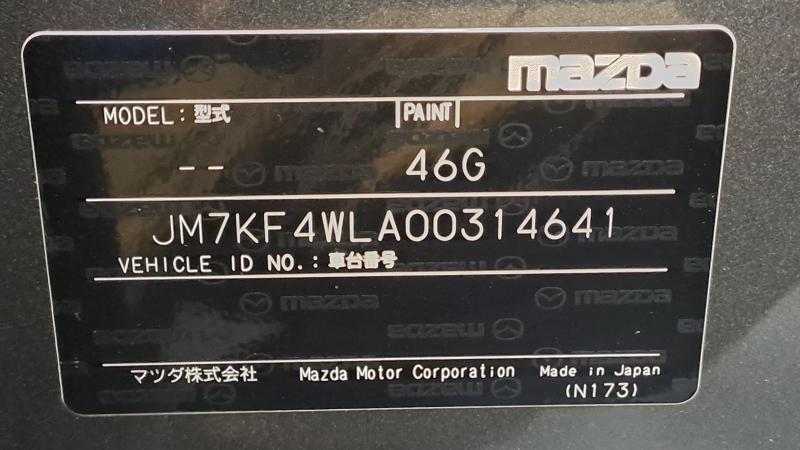 mazda
MODEL: 型式 PAINT
-- 46G
JM7KF4WLA00314641
VEHICLE ID NO.: 車台番号
マツダ株式会社 Mazda Motor Corporation Made in Japan
(N173)